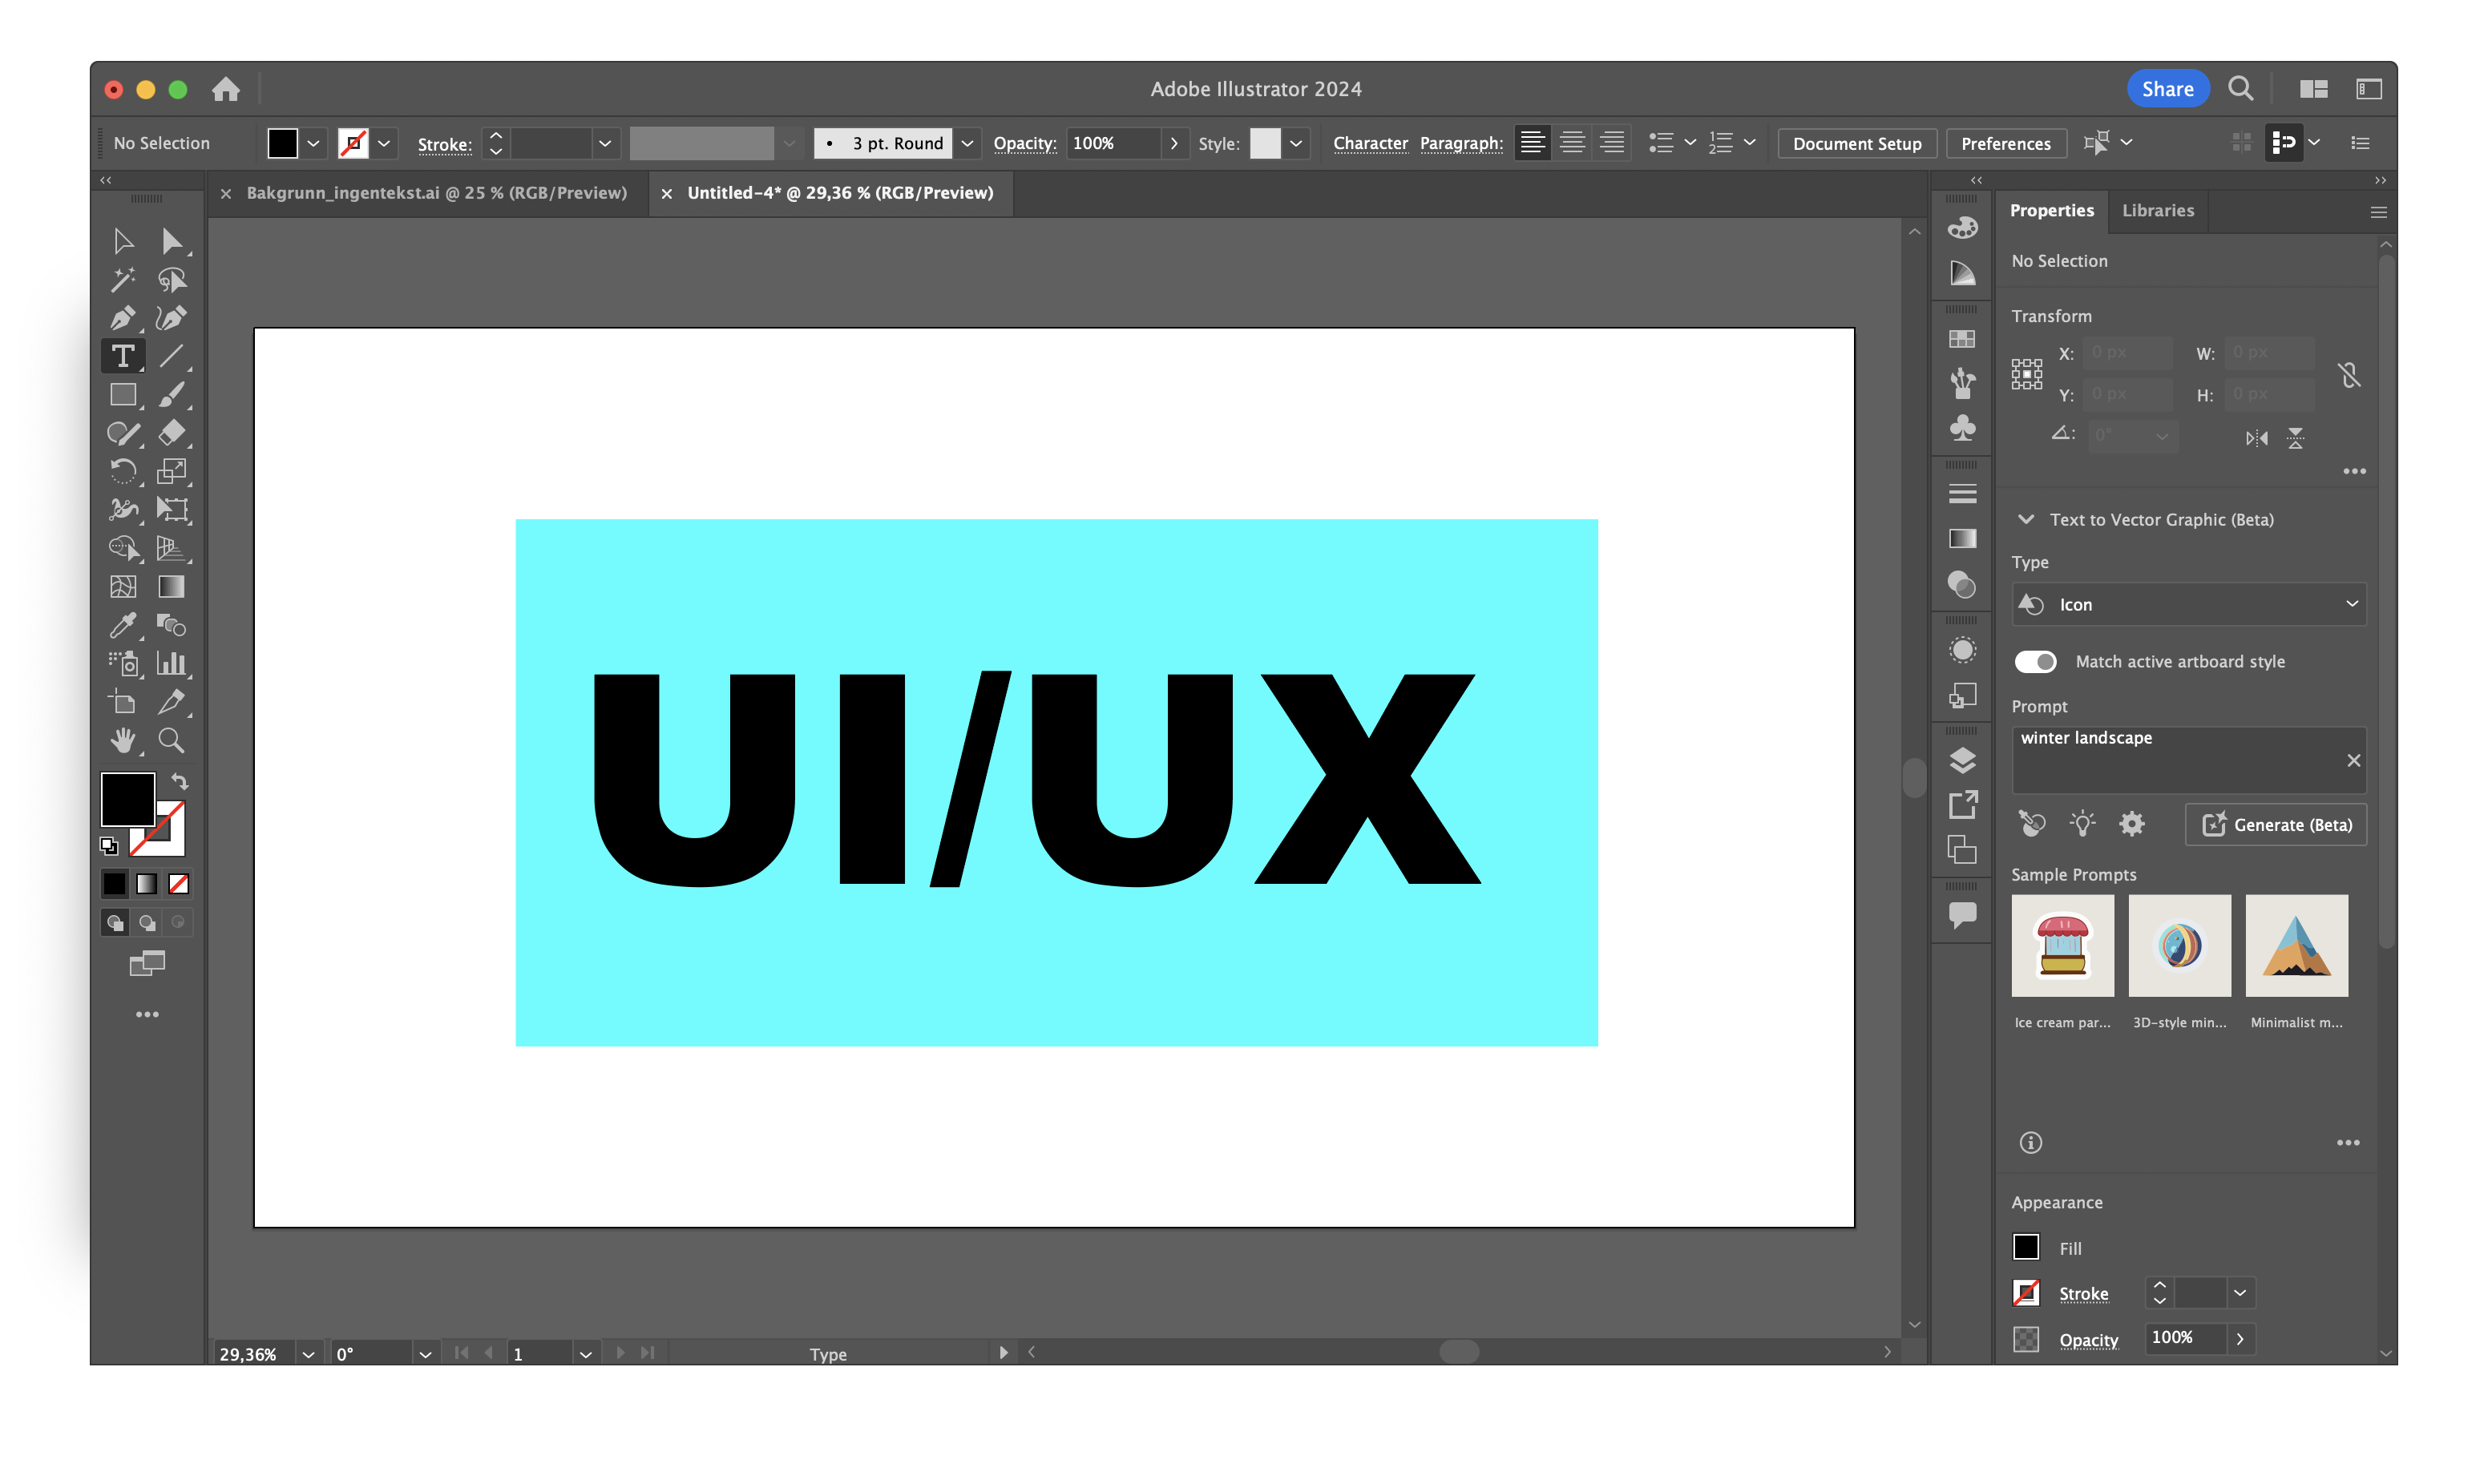 Adobe Illustrator 2024
Share
No Selection
Stroke:
3 pt. Round
Opacity:
100%
Style:
Character
Paragraph:
Document Setup
Preferences
Bakgrunn_ingentekst.ai @ 25 % (RGB/Preview)
Untitled-4* @ 29,36 % (RGB/Preview)
Properties
Libraries
No Selection
Transform
X: 0 px
W: 0 px
Y: 0 px
H: 0 px
0°
Text to Vector Graphic (Beta)
Type
Icon
Match active artboard style
Prompt
winter landscape
Generate (Beta)
Sample Prompts
Ice cream par...
3D-style min...
Minimalist m...
Appearance
Fill
Stroke
Opacity
100%
UI/UX
29,36%
0°
1
Type